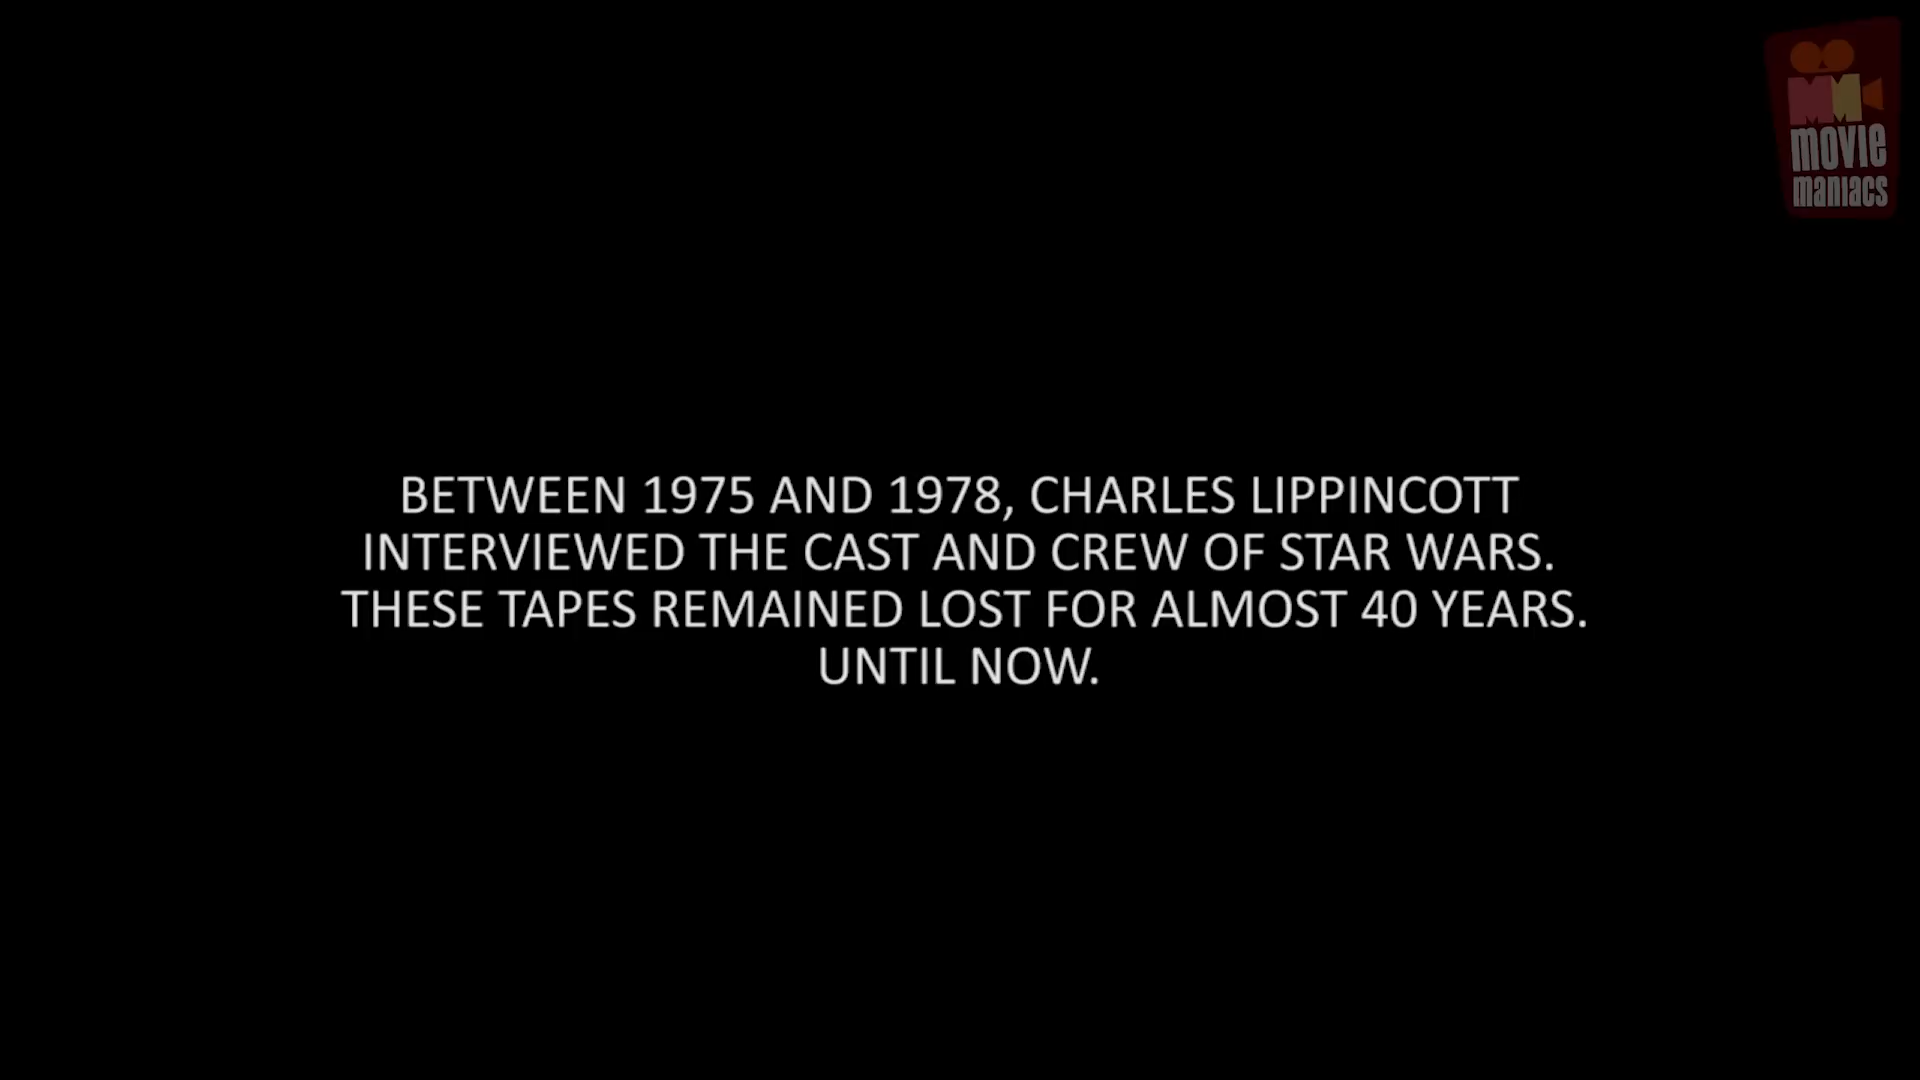 MM
movie
maniacs
BETWEEN 1975 AND 1978, CHARLES LIPPINCOTT
INTERVIEWED THE CAST AND CREW OF STAR WARS.
THESE TAPES REMAINED LOST FOR ALMOST 40 YEARS.
UNTIL NOW.